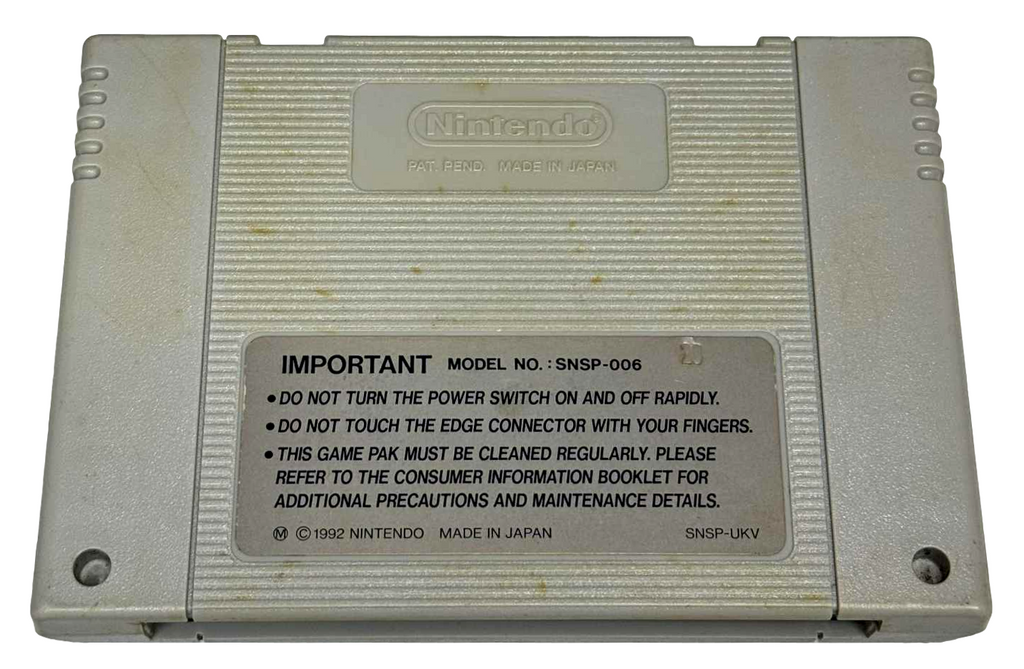 Nintendo®
PAT. PEND. MADE IN JAPAN
IMPORTANT MODEL NO.: SNSP-006
• DO NOT TURN THE POWER SWITCH ON AND OFF RAPIDLY.
• DO NOT TOUCH THE EDGE CONNECTOR WITH YOUR FINGERS.
• THIS GAME PAK MUST BE CLEANED REGULARLY. PLEASE
REFER TO THE CONSUMER INFORMATION BOOKLET FOR
ADDITIONAL PRECAUTIONS AND MAINTENANCE DETAILS.
Ⓜ ©1992 NINTENDO MADE IN JAPAN SNSP-UKV